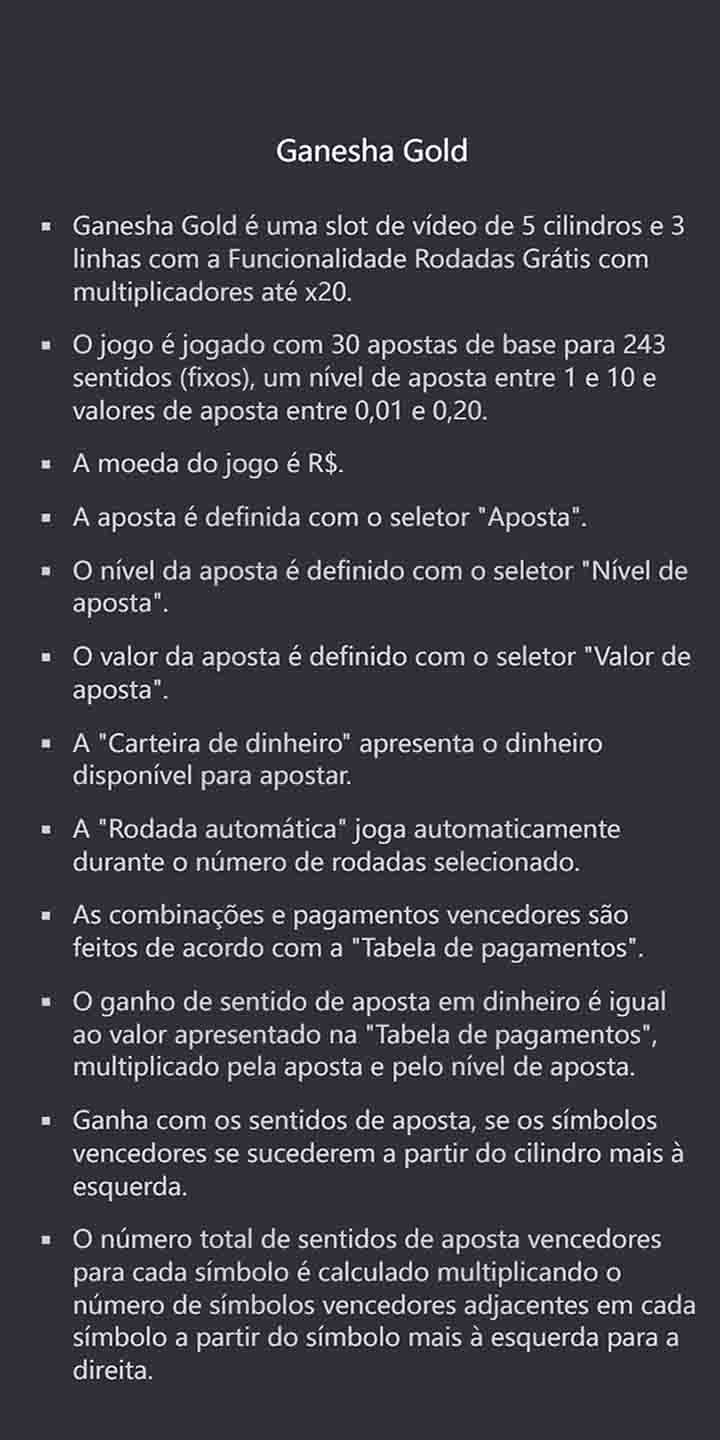 Ganesha Gold
▪ Ganesha Gold é uma slot de vídeo de 5 cilindros e 3
linhas com a Funcionalidade Rodadas Grátis com
multiplicadores até x20.
▪ O jogo é jogado com 30 apostas de base para 243
sentidos (fixos), um nível de aposta entre 1 e 10 e
valores de aposta entre 0,01 e 0,20.
▪ A moeda do jogo é R$.
▪ A aposta é definida com o seletor "Aposta".
▪ O nível da aposta é definido com o seletor "Nível de
aposta".
▪ O valor da aposta é definido com o seletor "Valor de
aposta".
▪ A "Carteira de dinheiro" apresenta o dinheiro
disponível para apostar.
▪ A "Rodada automática" joga automaticamente
durante o número de rodadas selecionado.
▪ As combinações e pagamentos vencedores são
feitos de acordo com a "Tabela de pagamentos".
▪ O ganho de sentido de aposta em dinheiro é igual
ao valor apresentado na "Tabela de pagamentos",
multiplicado pela aposta e pelo nível de aposta.
▪ Ganha com os sentidos de aposta, se os símbolos
vencedores se sucederem a partir do cilindro mais à
esquerda.
▪ O número total de sentidos de aposta vencedores
para cada símbolo é calculado multiplicando o
número de símbolos vencedores adjacentes em cada
símbolo a partir do símbolo mais à esquerda para a
direita.